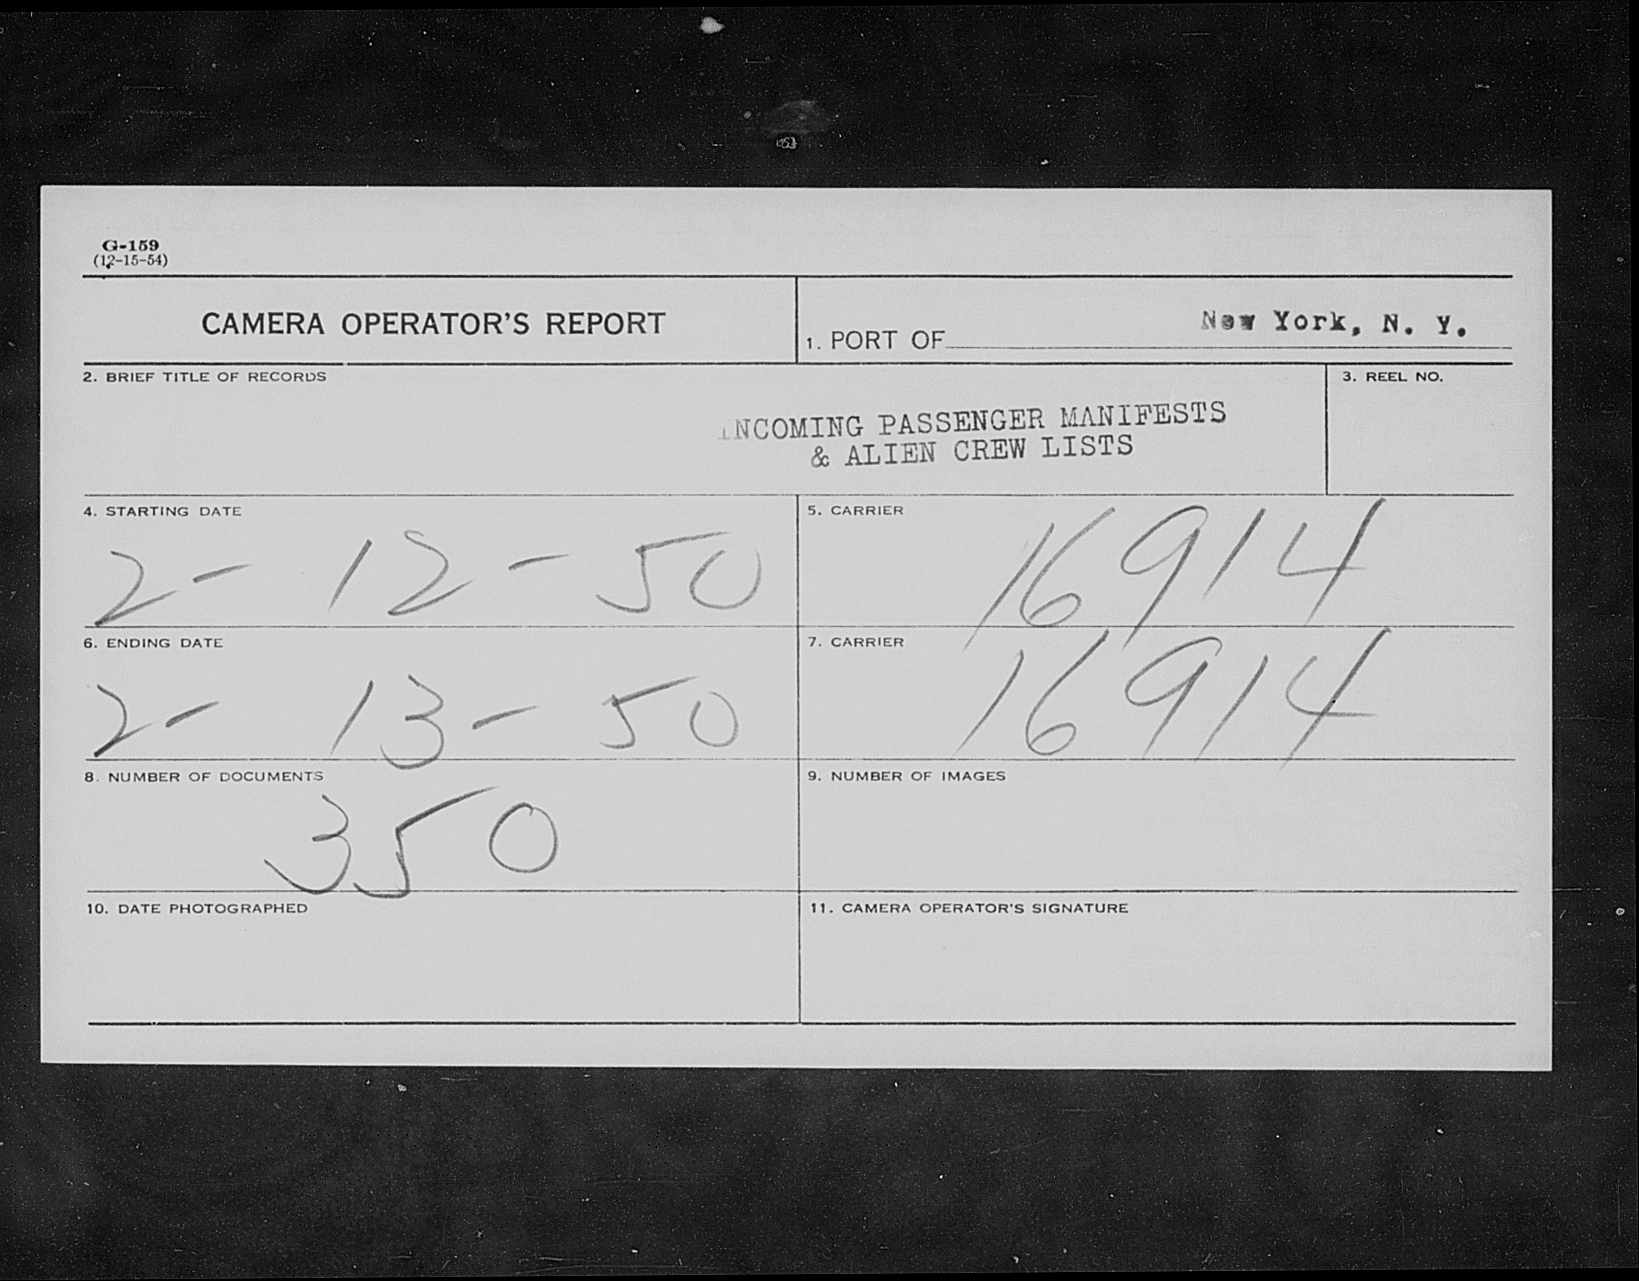 G-159
(12-15-54)
CAMERA OPERATOR'S REPORT
1. PORT OF New York, N. Y.
2. BRIEF TITLE OF RECORDS
3. REEL NO.
INCOMING PASSENGER MANIFESTS
& ALIEN CREW LISTS
4. STARTING DATE
2- 12-50
5. CARRIER
16914
6. ENDING DATE
2- 13-50
7. CARRIER
16914
8. NUMBER OF DOCUMENTS
350
9. NUMBER OF IMAGES
10. DATE PHOTOGRAPHED
11. CAMERA OPERATOR'S SIGNATURE